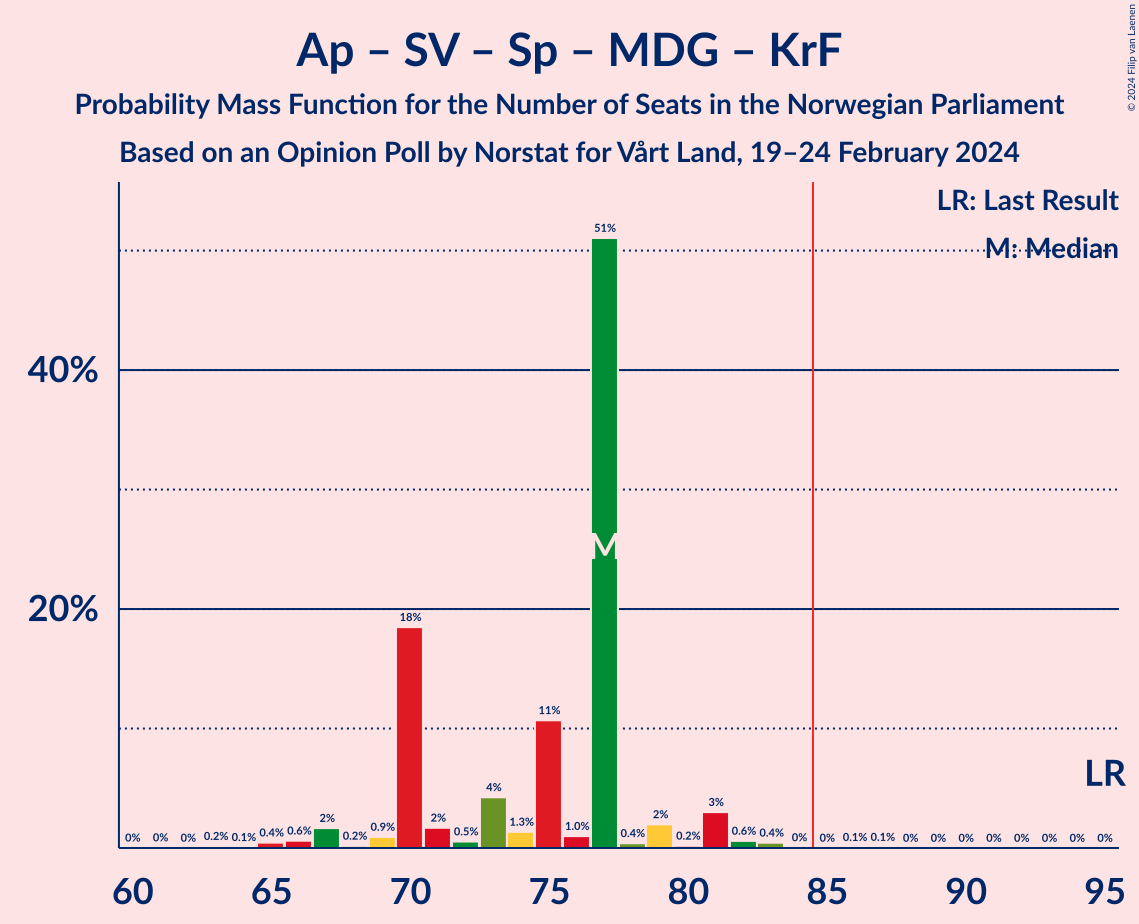 Ap – SV – Sp – MDG – KrF
Probability Mass Function for the Number of Seats in the Norwegian Parliament
Based on an Opinion Poll by Norstat for Vårt Land, 19–24 February 2024
© 2024 Filip van Laenen
LR: Last Result
M: Median
51%
40%
M
20%
18%
11%
LR
4%
3%
0% 0% 0% 0.2% 0.1% 0.4% 0.6% 2% 0.2% 0.9% 2% 0.5% 1.3% 1.0% 0.4% 2% 0.2% 0.6% 0.4% 0% 0% 0.1% 0.1% 0% 0% 0% 0% 0% 0% 0% 0%
60 65 70 75 80 85 90 95